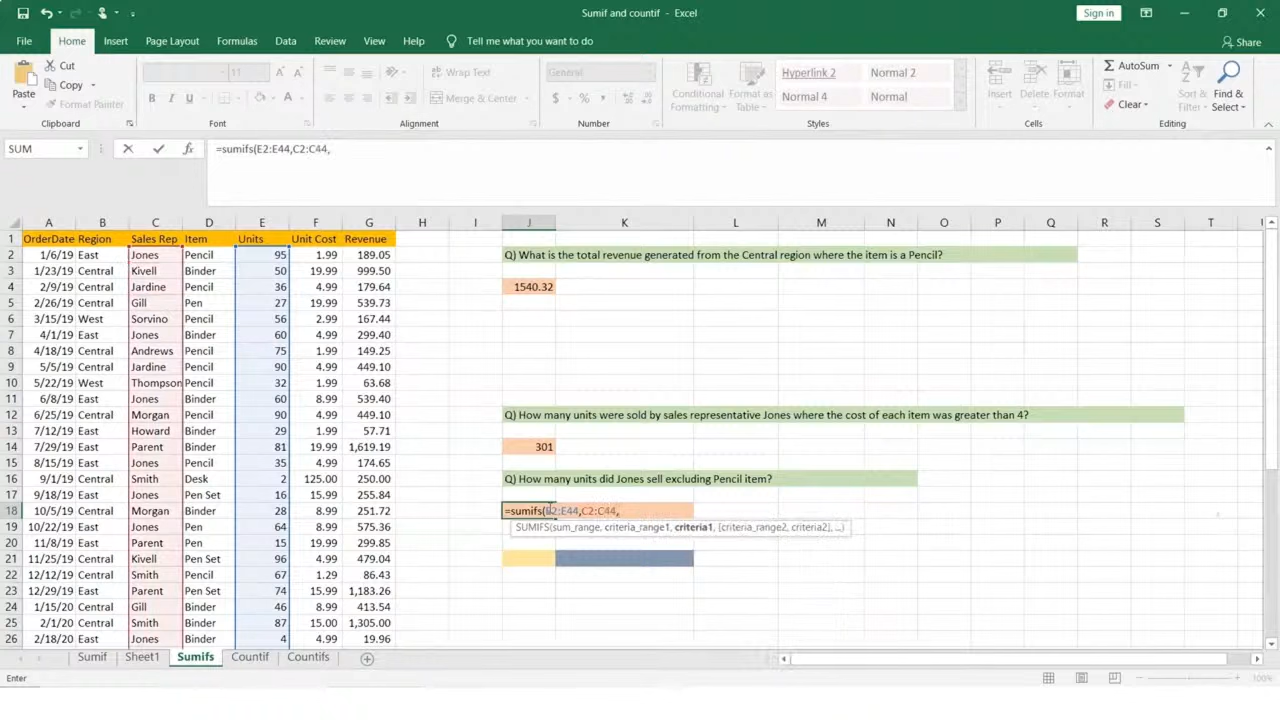 Sumif and countif - Excel
Sign in
File Home Insert Page Layout Formulas Data Review View Help Tell me what you want to do Share
Cut
Copy
Format Painter
Paste
11
B I U
A
Wrap Text
Merge & Center
General
$ % ,
Conditional Formatting
Format as Table
Hyperlink 2 Normal 2
Normal 4 Normal
Insert Delete Format
AutoSum
Fill
Clear
Sort & Filter
Find & Select
Clipboard Font Alignment Number Styles Cells Editing
SUM fx =sumifs(E2:E44,C2:C44,
A B C D E F G H I J K L M N O P Q R S T
1 OrderDate Region Sales Rep Item Units Unit Cost Revenue
2 1/6/19 East Jones Pencil 95 1.99 189.05 Q) What is the total revenue generated from the Central region where the item is a Pencil?
3 1/23/19 Central Kivell Binder 50 19.99 999.50
4 2/9/19 Central Jardine Pencil 36 4.99 179.64 1540.32
5 2/26/19 Central Gill Pen 27 19.99 539.73
6 3/15/19 West Sorvino Pencil 56 2.99 167.44
7 4/1/19 East Jones Binder 60 4.99 299.40
8 4/18/19 Central Andrews Pencil 75 1.99 149.25
9 5/5/19 Central Jardine Pencil 90 4.99 449.10
10 5/22/19 West Thompson Pencil 32 1.99 63.68
11 6/8/19 East Jones Binder 60 8.99 539.40
12 6/25/19 Central Morgan Pencil 90 4.99 449.10 Q) How many units were sold by sales representative Jones where the cost of each item was greater than 4?
13 7/12/19 East Howard Binder 29 1.99 57.71
14 7/29/19 East Parent Binder 81 19.99 1,619.19 301
15 8/15/19 East Jones Pencil 35 4.99 174.65
16 9/1/19 Central Smith Desk 2 125.00 250.00 Q) How many units did Jones sell excluding Pencil item?
17 9/18/19 East Jones Pen Set 16 15.99 255.84
18 10/5/19 Central Morgan Binder 28 8.99 251.72 =sumifs(E2:E44,C2:C44,
19 10/22/19 East Jones Pen 64 8.99 575.36 SUMIFS(sum_range, criteria_range1, criteria1, [criteria_range2, criteria2], ...)
20 11/8/19 East Parent Pen 15 19.99 299.85
21 11/25/19 Central Kivell Pen Set 96 4.99 479.04
22 12/12/19 Central Smith Pencil 67 1.29 86.43
23 12/29/19 East Parent Pen Set 74 15.99 1,183.26
24 1/15/20 Central Gill Binder 46 8.99 413.54
25 2/1/20 Central Smith Binder 87 15.00 1,305.00
26 2/18/20 East Jones Binder 4 4.99 19.96
Sumif Sheet1 Sumifs Countif Countifs
Enter
100%